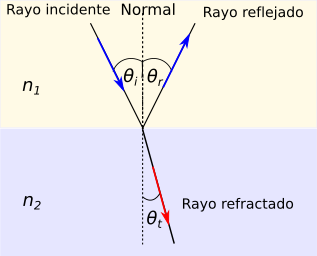 Rayo incidente Normal Rayo reflejado
θi θr
n1
n2
Rayo refractado
θt